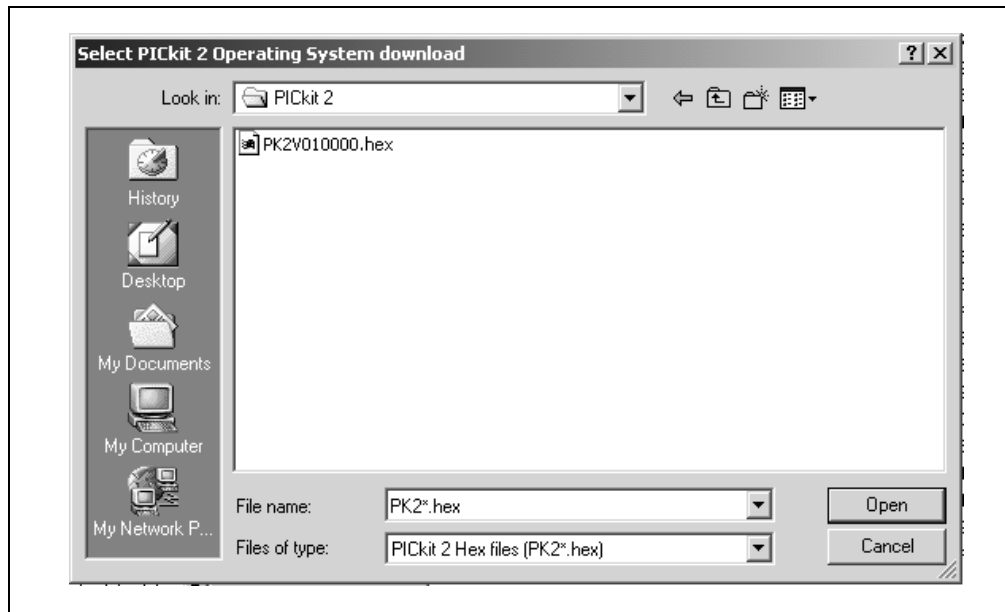 Select PICkit 2 Operating System download
Look in:
PICkit 2
PK2V010000.hex
History
Desktop
My Documents
My Computer
My Network P...
File name:
PK2*.hex
Open
Files of type:
PICkit 2 Hex files (PK2*.hex)
Cancel